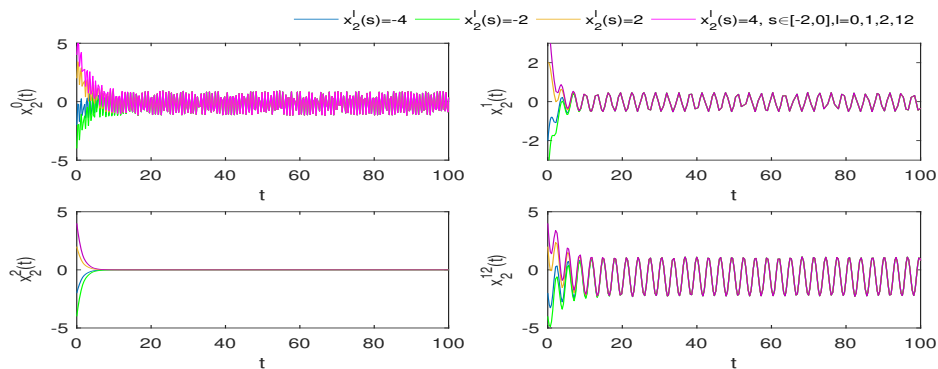 x₂ˡ(s)=-4 x₂ˡ(s)=-2 x₂ˡ(s)=2 x₂ˡ(s)=4, s∈[-2,0],l=0,1,2,12
5
0
-5
x₂⁰(t)
0 20 40 60 80 100
t
2
0
-2
x₂¹(t)
0 20 40 60 80 100
t
5
0
-5
x₂²(t)
0 20 40 60 80 100
t
5
0
-5
x₂¹²(t)
0 20 40 60 80 100
t